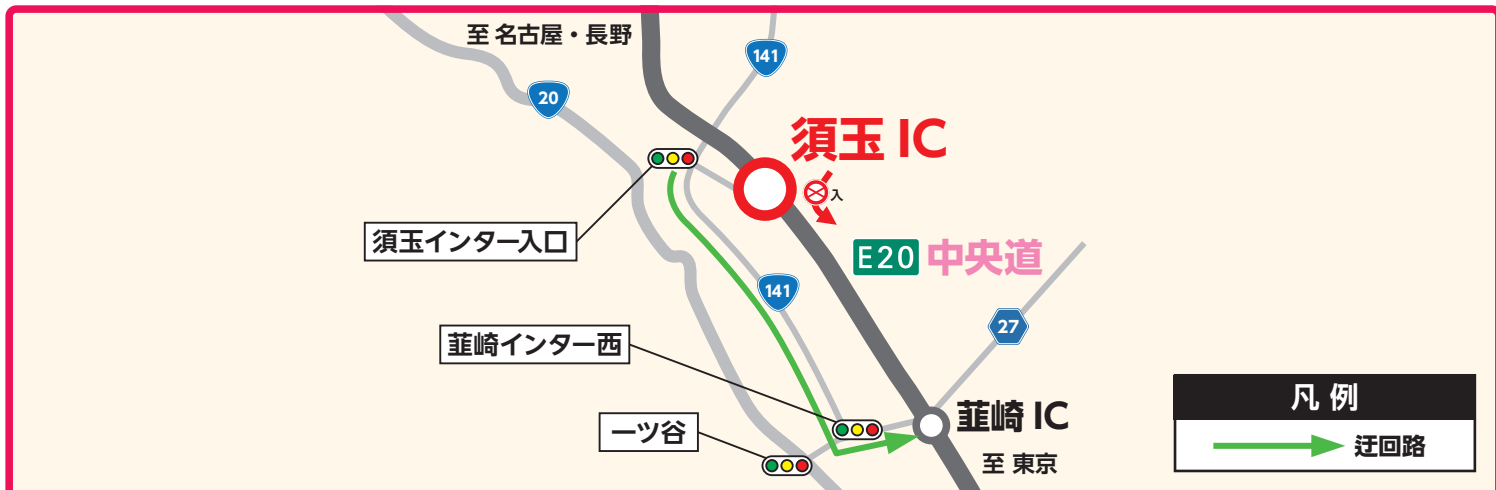 至 名古屋・長野
141
20
須玉 IC
入
須玉インター入口
E20 中央道
141
27
韮崎インター西
凡 例
韮崎 IC
一ツ谷
迂回路
至 東京